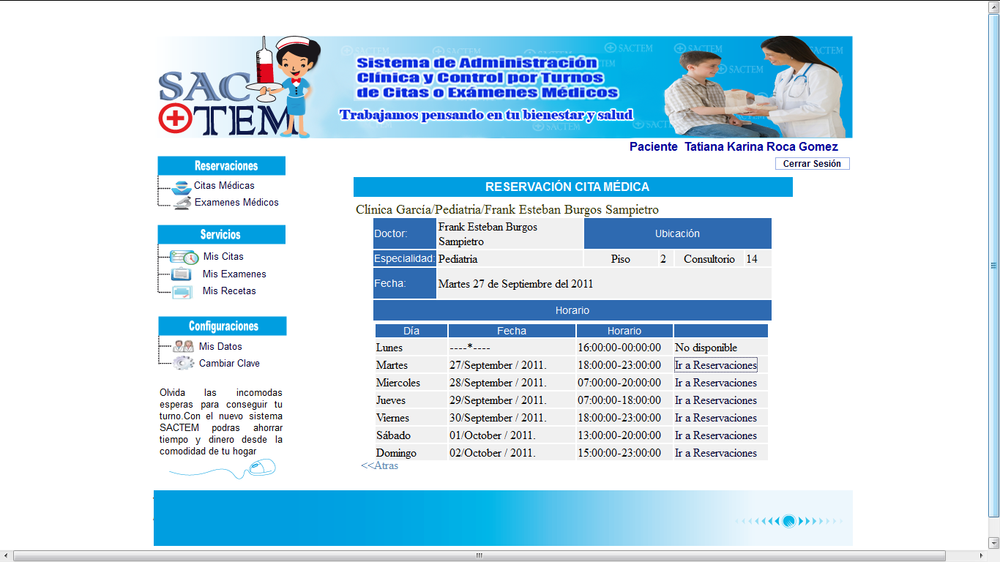 SACTEM
Sistema de Administración
Clínica y Control por Turnos
de Citas o Exámenes Médicos
Trabajamos pensando en tu bienestar y salud
SACTEM
SACTEM
SACTEM
SACTEM
SACTEM
SACTEM
Paciente Tatiana Karina Roca Gomez
Cerrar Sesión
Reservaciones
Citas Médicas
Examenes Médicos
Servicios
Mis Citas
Mis Examenes
Mis Recetas
Configuraciones
Mis Datos
Cambiar Clave
Olvida las incomodas
esperas para conseguir tu
turno.Con el nuevo sistema
SACTEM podras ahorrar
tiempo y dinero desde la
comodidad de tu hogar
RESERVACIÓN CITA MÉDICA
Clínica García/Pediatria/Frank Esteban Burgos Sampietro
Doctor: Frank Esteban Burgos Ubicación
Sampietro
Especialidad: Pediatria Piso 2 Consultorio 14
Fecha: Martes 27 de Septiembre del 2011
Horario
Día Fecha Horario
Lunes ----*---- 16:00:00-00:00:00 No disponible
Martes 27/September / 2011. 18:00:00-23:00:00 Ir a Reservaciones
Miercoles 28/September / 2011. 07:00:00-20:00:00 Ir a Reservaciones
Jueves 29/September / 2011. 07:00:00-18:00:00 Ir a Reservaciones
Viernes 30/September / 2011. 18:00:00-23:00:00 Ir a Reservaciones
Sábado 01/October / 2011. 13:00:00-20:00:00 Ir a Reservaciones
Domingo 02/October / 2011. 15:00:00-23:00:00 Ir a Reservaciones
<<Atras